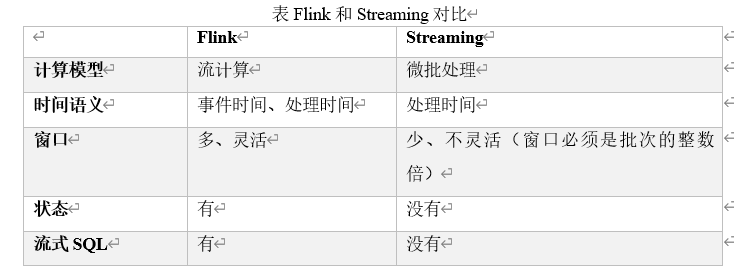 表 Flink 和 Streaming 对比
Flink Streaming
计算模型 流计算 微批处理
时间语义 事件时间、处理时间 处理时间
窗口 多、灵活 少、不灵活（窗口必须是批次的整数
倍）
状态 有 没有
流式 SQL 有 没有